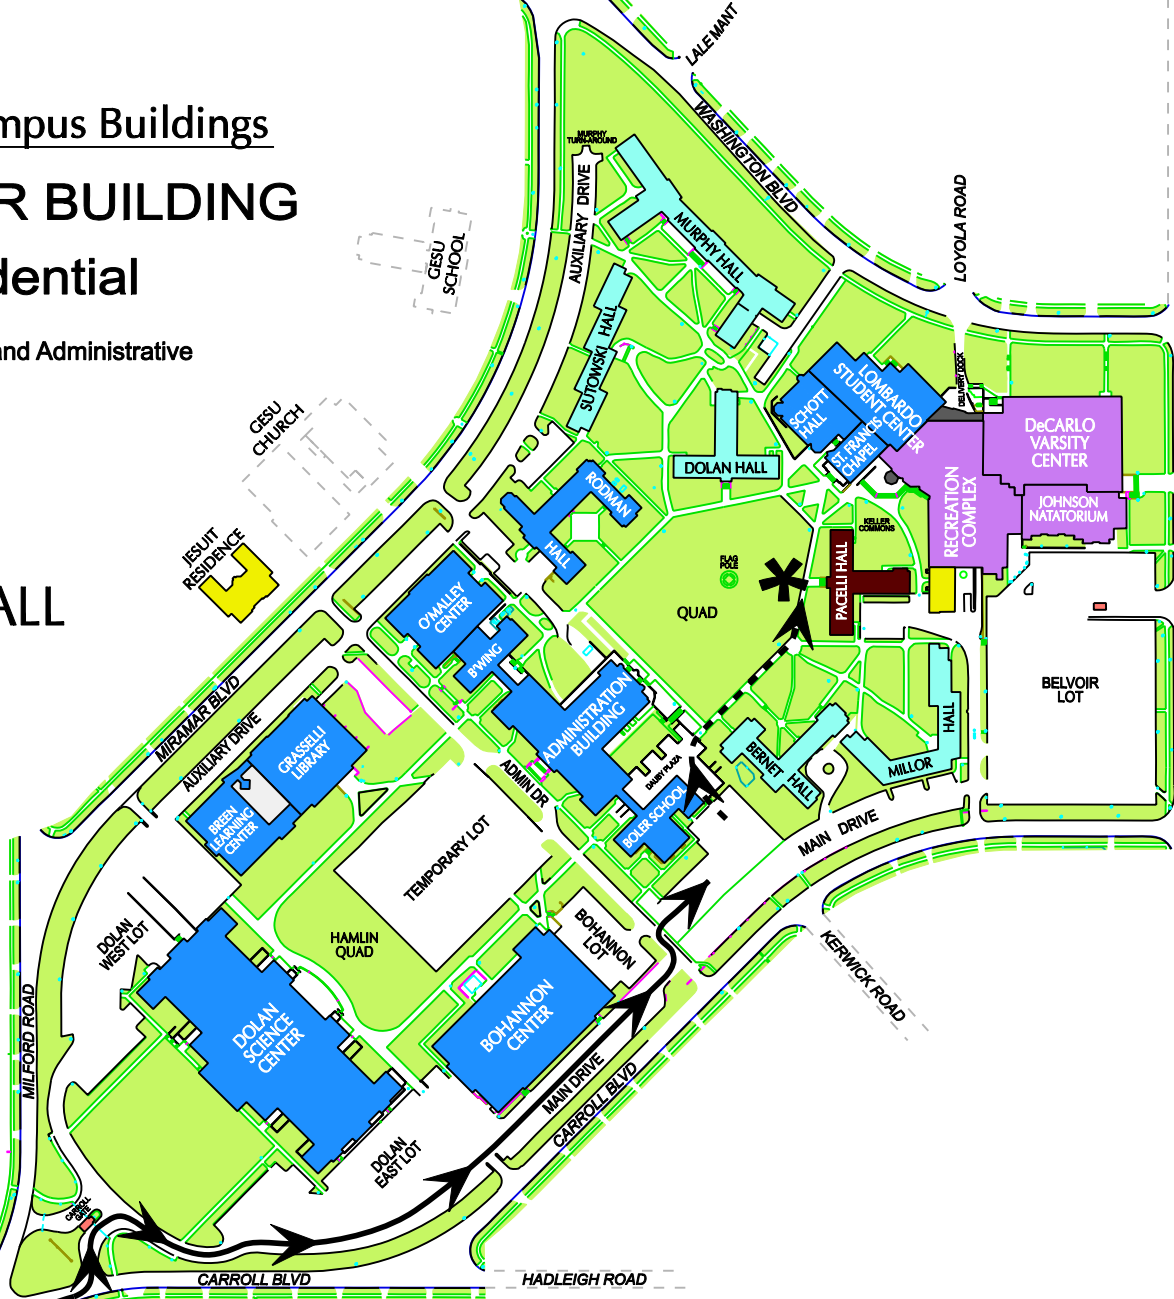 mpus Buildings
R BUILDING
dential
and Administrative
ALL
LALE MANT
WASHINGTON BLVD
LOYOLA ROAD
MURPHY
TURN-AROUND
AUXILIARY DRIVE
MURPHY HALL
GESU
SCHOOL
SUTOWSKI HALL
GESU
CHURCH
DOLAN HALL
LOMBARDO
STUDENT CENTER
SCHOTT
HALL
ST. FRANCIS
CHAPEL
DELIVERY DOCK
DeCARLO
VARSITY
CENTER
RECREATION
COMPLEX
JOHNSON
NATATORIUM
KELLER
COMMONS
RODMAN
HALL
JESUIT
RESIDENCE
FLAG
POLE
QUAD
PACELLI HALL
O'MALLEY
CENTER
B'WING
ADMINISTRATION
BUILDING
BELVOIR
LOT
MIRAMAR BLVD
AUXILIARY DRIVE
GRASSELLI
LIBRARY
BREEN
LEARNING
CENTER
ADMIN DR
DALBY PLAZA
BERNET HALL
MILLOR
HALL
BOLER SCHOOL
MAIN DRIVE
TEMPORARY LOT
HAMLIN
QUAD
BOHANNON
LOT
DOLAN
WEST LOT
KERWICK ROAD
DOLAN
SCIENCE
CENTER
BOHANNON
CENTER
MILFORD ROAD
MAIN DRIVE
CARROLL BLVD
DOLAN
EAST LOT
CARROLL
GATE
CARROLL BLVD
HADLEIGH ROAD